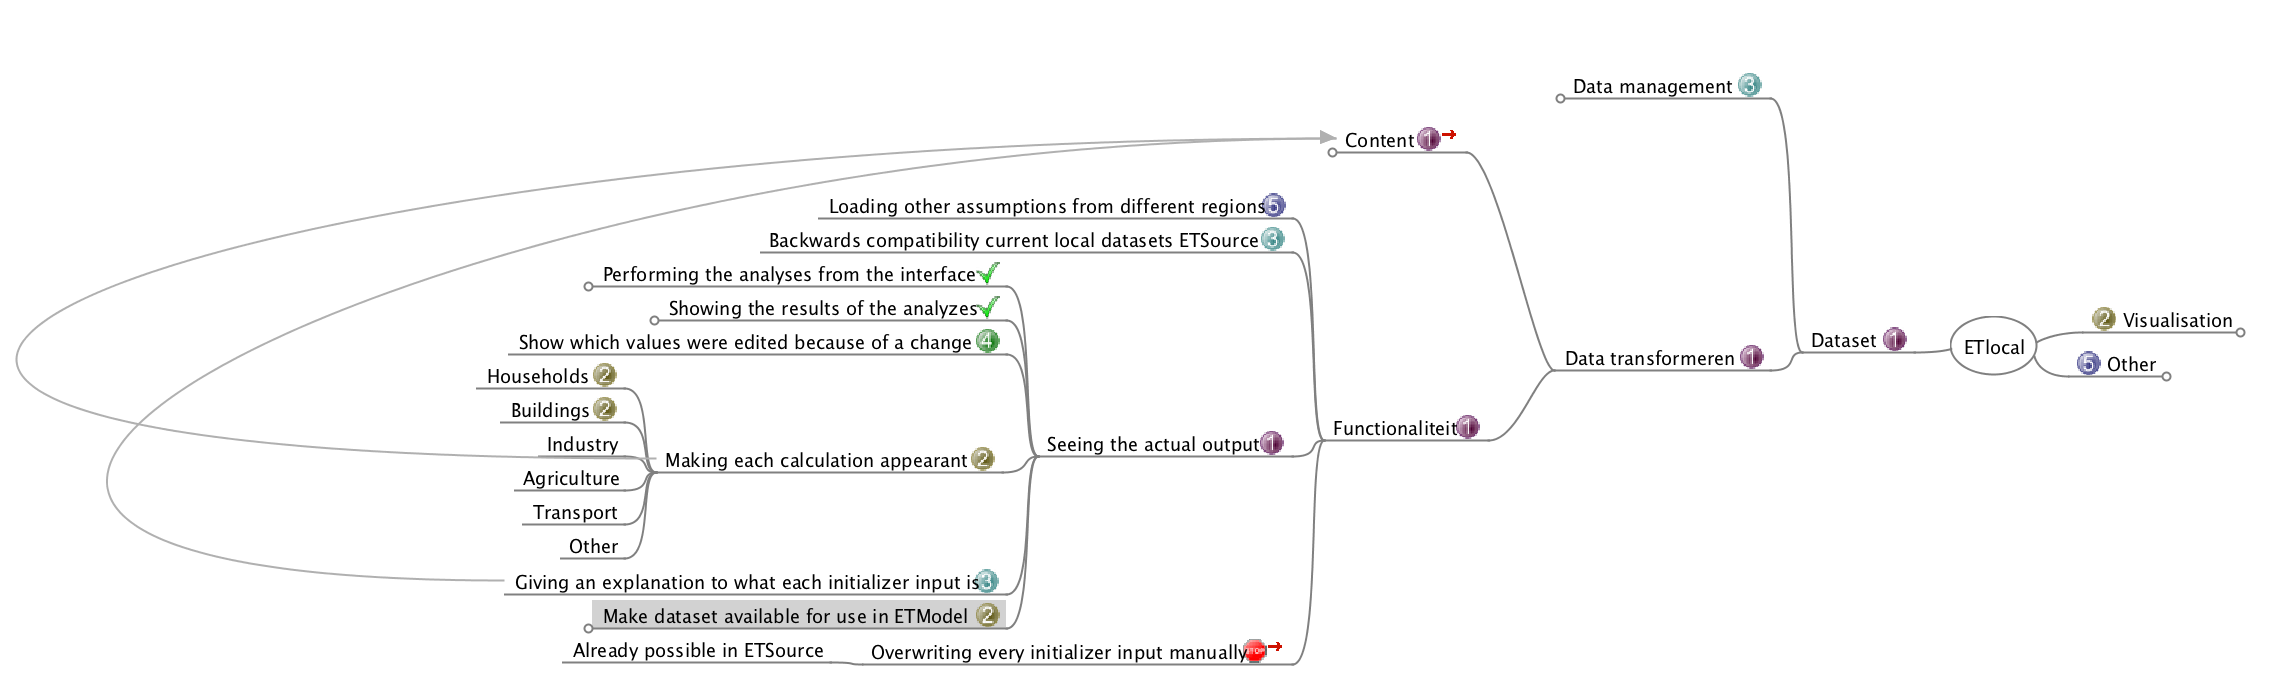 Data management 3
Content 1
Loading other assumptions from different regions 5
Backwards compatibility current local datasets ETSource 3
Performing the analyses from the interface
Showing the results of the analyzes
Show which values were edited because of a change 4
Households 2
Buildings 2
Industry
Agriculture
Transport
Other
Making each calculation appearant 2
Giving an explanation to what each initializer input is 3
Make dataset available for use in ETModel 2
Seeing the actual output 1
Already possible in ETSource
Overwriting every initializer input manually STOP
Functionaliteit 1
Data transformeren 1
Dataset 1
ETlocal
2 Visualisation
5 Other